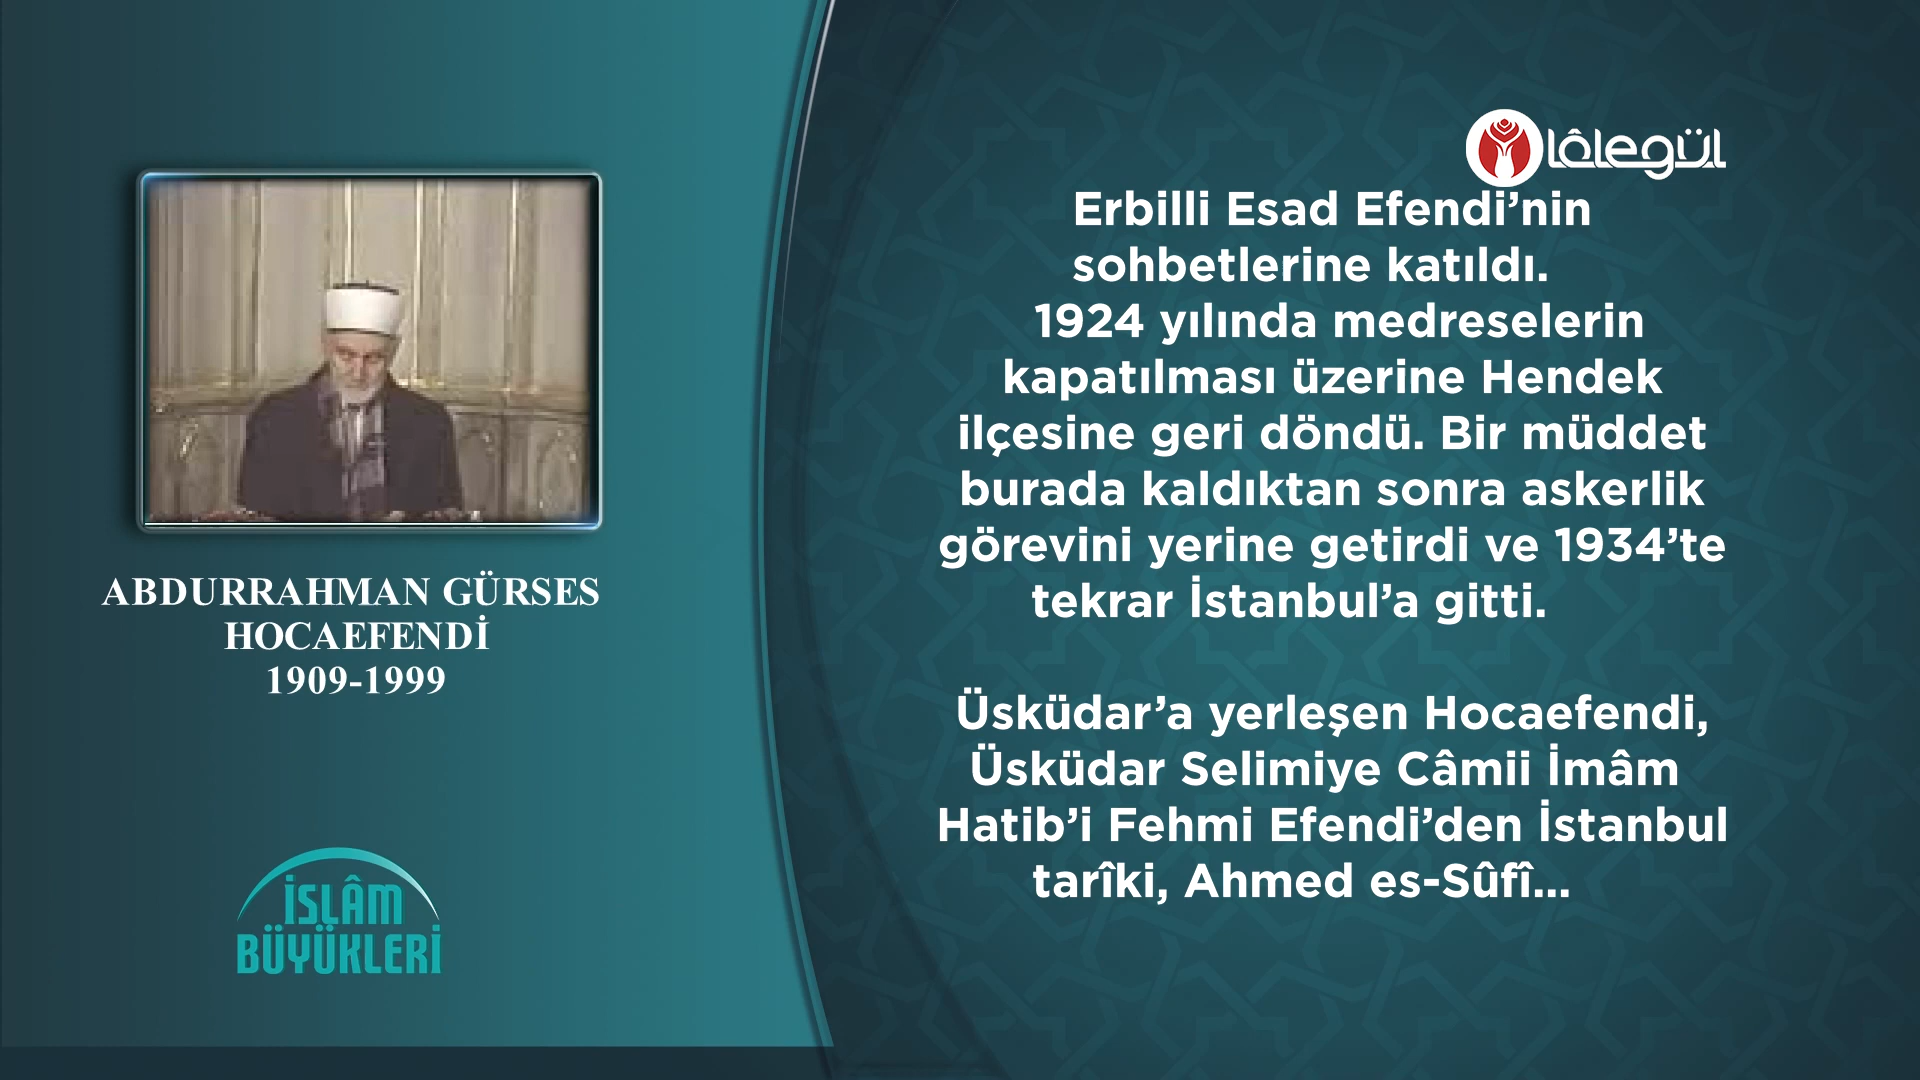 lâlegül
Erbilli Esad Efendi’nin
sohbetlerine katıldı.
1924 yılında medreselerin
kapatılması üzerine Hendek
ilçesine geri döndü. Bir müddet
burada kaldıktan sonra askerlik
görevini yerine getirdi ve 1934’te
tekrar İstanbul’a gitti.
Üsküdar’a yerleşen Hocaefendi,
Üsküdar Selimiye Câmii İmâm
Hatib’i Fehmi Efendi’den İstanbul
tarîki, Ahmed es-Sûfî...
ABDURRAHMAN GÜRSES
HOCAEFENDİ
1909-1999
İSLÂM
BÜYÜKLERİ